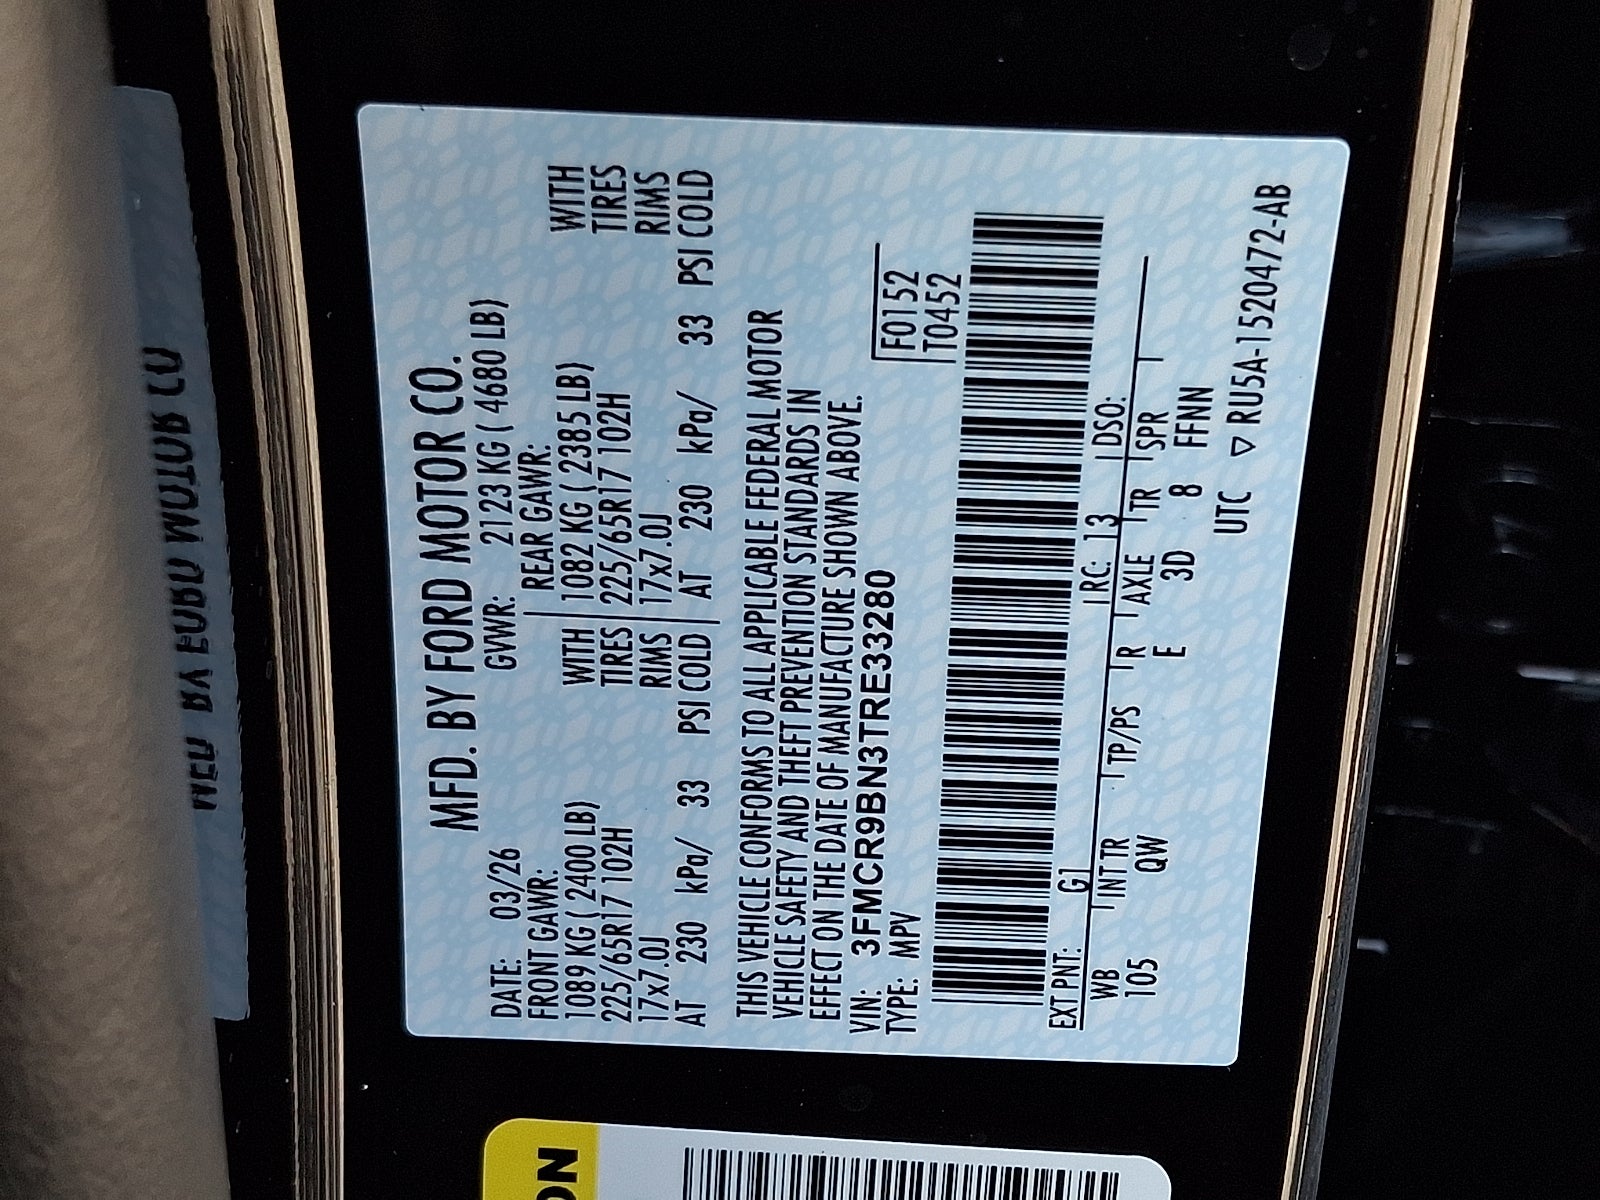 MFD. BY FORD MOTOR CO.
DATE: 03/26 GVWR: 2123 KG ( 4680 LB)
FRONT GAWR: REAR GAWR:
1089 KG ( 2400 LB) WITH 1082 KG ( 2385 LB) WITH
225/65R17 102H TIRES 225/65R17 102H TIRES
17x7.0J RIMS 17x7.0J RIMS
AT 230 kPa/ 33 PSI COLD AT 230 kPa/ 33 PSI COLD
THIS VEHICLE CONFORMS TO ALL APPLICABLE FEDERAL MOTOR
VEHICLE SAFETY AND THEFT PREVENTION STANDARDS IN
EFFECT ON THE DATE OF MANUFACTURE SHOWN ABOVE.
VIN: 3FMCR9BN3TRE33280
TYPE: MPV
F0152
T0452
EXT PNT: G1 RC: 13 DSO:
WB INT TR TP/PS R AXLE TR SPR
105 QW E 3D 8 FFNN
UTC ▽ RU5A-1520472-AB
MFD. BY FORD MOTOR CO